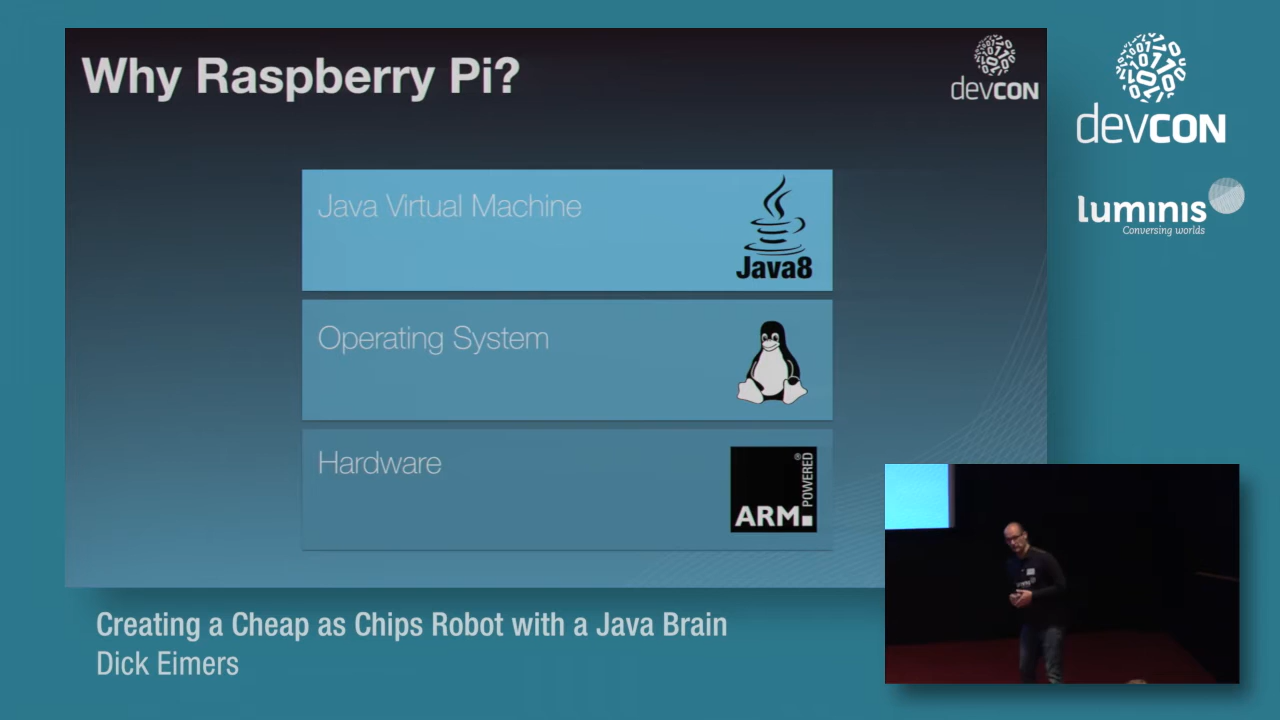 Why Raspberry Pi?
devcon
Java Virtual Machine
Java8
Operating System
Hardware
ARM POWERED®
devcon
luminis
Conversing worlds
Creating a Cheap as Chips Robot with a Java Brain
Dick Eimers